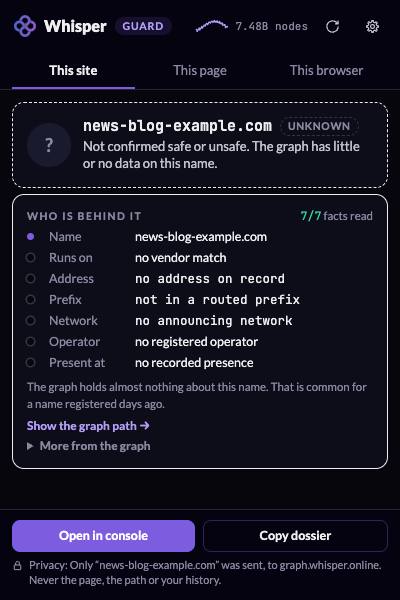 Whisper GUARD 7.48B nodes
This site This page This browser
?
news-blog-example.com UNKNOWN
Not confirmed safe or unsafe. The graph has little
or no data on this name.
WHO IS BEHIND IT 7/7 facts read
Name news-blog-example.com
Runs on no vendor match
Address no address on record
Prefix not in a routed prefix
Network no announcing network
Operator no registered operator
Present at no recorded presence
The graph holds almost nothing about this name. That is common for
a name registered days ago.
Show the graph path →
▶ More from the graph
Open in console Copy dossier
Privacy: Only “news-blog-example.com” was sent, to graph.whisper.online.
Never the page, the path or your history.